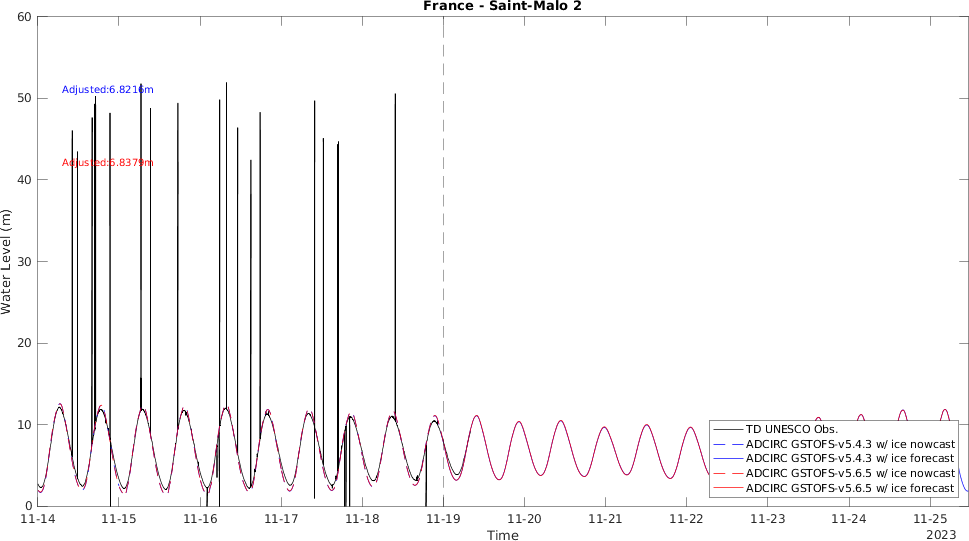 France - Saint-Malo 2
60
50
40
30
20
10
0
Water Level (m)
Adjusted:6.8216m
Adjusted:6.8379m
TD UNESCO Obs.
ADCIRC GSTOFS-v5.4.3 w/ ice nowcast
ADCIRC GSTOFS-v5.4.3 w/ ice forecast
ADCIRC GSTOFS-v5.6.5 w/ ice nowcast
ADCIRC GSTOFS-v5.6.5 w/ ice forecast
11-14 11-15 11-16 11-17 11-18 11-19 11-20 11-21 11-22 11-23 11-24 11-25
Time
2023